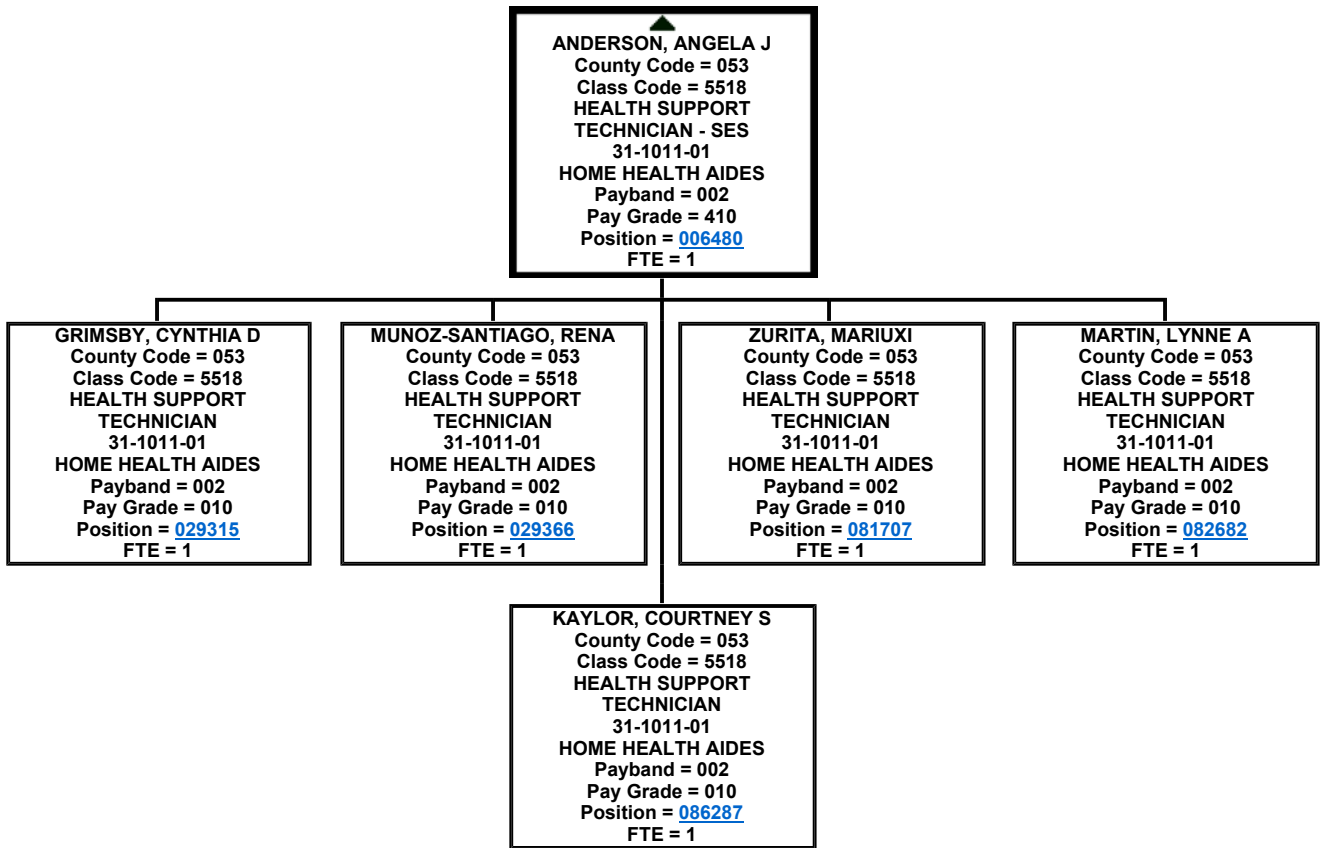 ANDERSON, ANGELA J
County Code = 053
Class Code = 5518
HEALTH SUPPORT
TECHNICIAN - SES
31-1011-01
HOME HEALTH AIDES
Payband = 002
Pay Grade = 410
Position = 006480
FTE = 1
GRIMSBY, CYNTHIA D
County Code = 053
Class Code = 5518
HEALTH SUPPORT
TECHNICIAN
31-1011-01
HOME HEALTH AIDES
Payband = 002
Pay Grade = 010
Position = 029315
FTE = 1
MUNOZ-SANTIAGO, RENA
County Code = 053
Class Code = 5518
HEALTH SUPPORT
TECHNICIAN
31-1011-01
HOME HEALTH AIDES
Payband = 002
Pay Grade = 010
Position = 029366
FTE = 1
ZURITA, MARIUXI
County Code = 053
Class Code = 5518
HEALTH SUPPORT
TECHNICIAN
31-1011-01
HOME HEALTH AIDES
Payband = 002
Pay Grade = 010
Position = 081707
FTE = 1
MARTIN, LYNNE A
County Code = 053
Class Code = 5518
HEALTH SUPPORT
TECHNICIAN
31-1011-01
HOME HEALTH AIDES
Payband = 002
Pay Grade = 010
Position = 082682
FTE = 1
KAYLOR, COURTNEY S
County Code = 053
Class Code = 5518
HEALTH SUPPORT
TECHNICIAN
31-1011-01
HOME HEALTH AIDES
Payband = 002
Pay Grade = 010
Position = 086287
FTE = 1